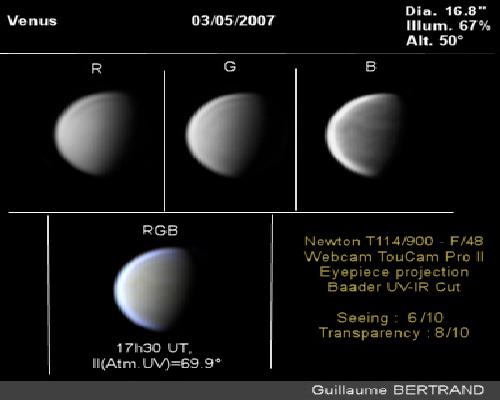 Venus
03/05/2007
Dia. 16.8"
Illum. 67%
Alt. 50°
R
G
B
RGB
17h30 UT,
II(Atm.UV)=69.9°
Newton T114/900 - F/48
Webcam TouCam Pro II
Eyepiece projection
Baader UV-IR Cut
Seeing : 6/10
Transparency : 8/10
Guillaume BERTRAND